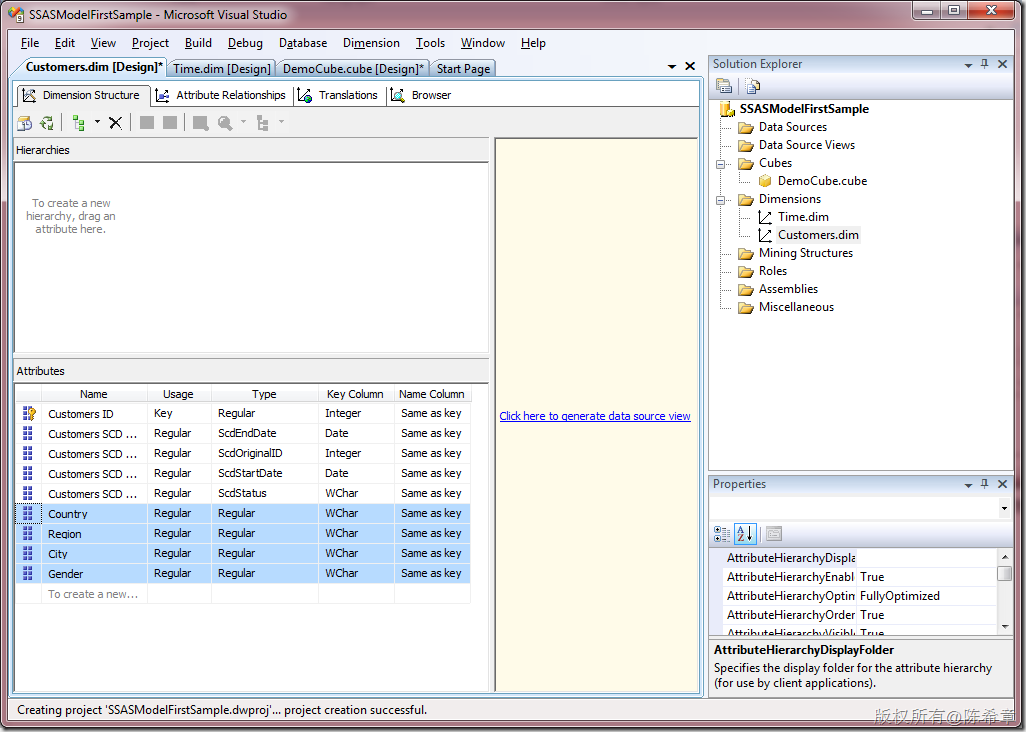 SSASModelFirstSample - Microsoft Visual Studio
File Edit View Project Build Debug Database Dimension Tools Window Help
Customers.dim [Design]* Time.dim [Design] DemoCube.cube [Design]* Start Page
Dimension Structure Attribute Relationships Translations Browser
Hierarchies
To create a new
hierarchy, drag an
attribute here.
Click here to generate data source view
Attributes
Name Usage Type Key Column Name Column
Customers ID Key Regular Integer Same as key
Customers SCD ... Regular ScdEndDate Date Same as key
Customers SCD ... Regular ScdOriginalID Integer Same as key
Customers SCD ... Regular ScdStartDate Date Same as key
Customers SCD ... Regular ScdStatus WChar Same as key
Country Regular Regular WChar Same as key
Region Regular Regular WChar Same as key
City Regular Regular WChar Same as key
Gender Regular Regular WChar Same as key
To create a new...
Solution Explorer
SSASModelFirstSample
Data Sources
Data Source Views
Cubes
DemoCube.cube
Dimensions
Time.dim
Customers.dim
Mining Structures
Roles
Assemblies
Miscellaneous
Properties
AttributeHierarchyDispla
AttributeHierarchyEnabl True
AttributeHierarchyOptim FullyOptimized
AttributeHierarchyOrder True
AttributeHierarchyVisibl True
AttributeHierarchyDisplayFolder
Specifies the display folder for the attribute hierarchy
(for use by client applications).
Creating project 'SSASModelFirstSample.dwproj'... project creation successful.
版权所有@陈希章